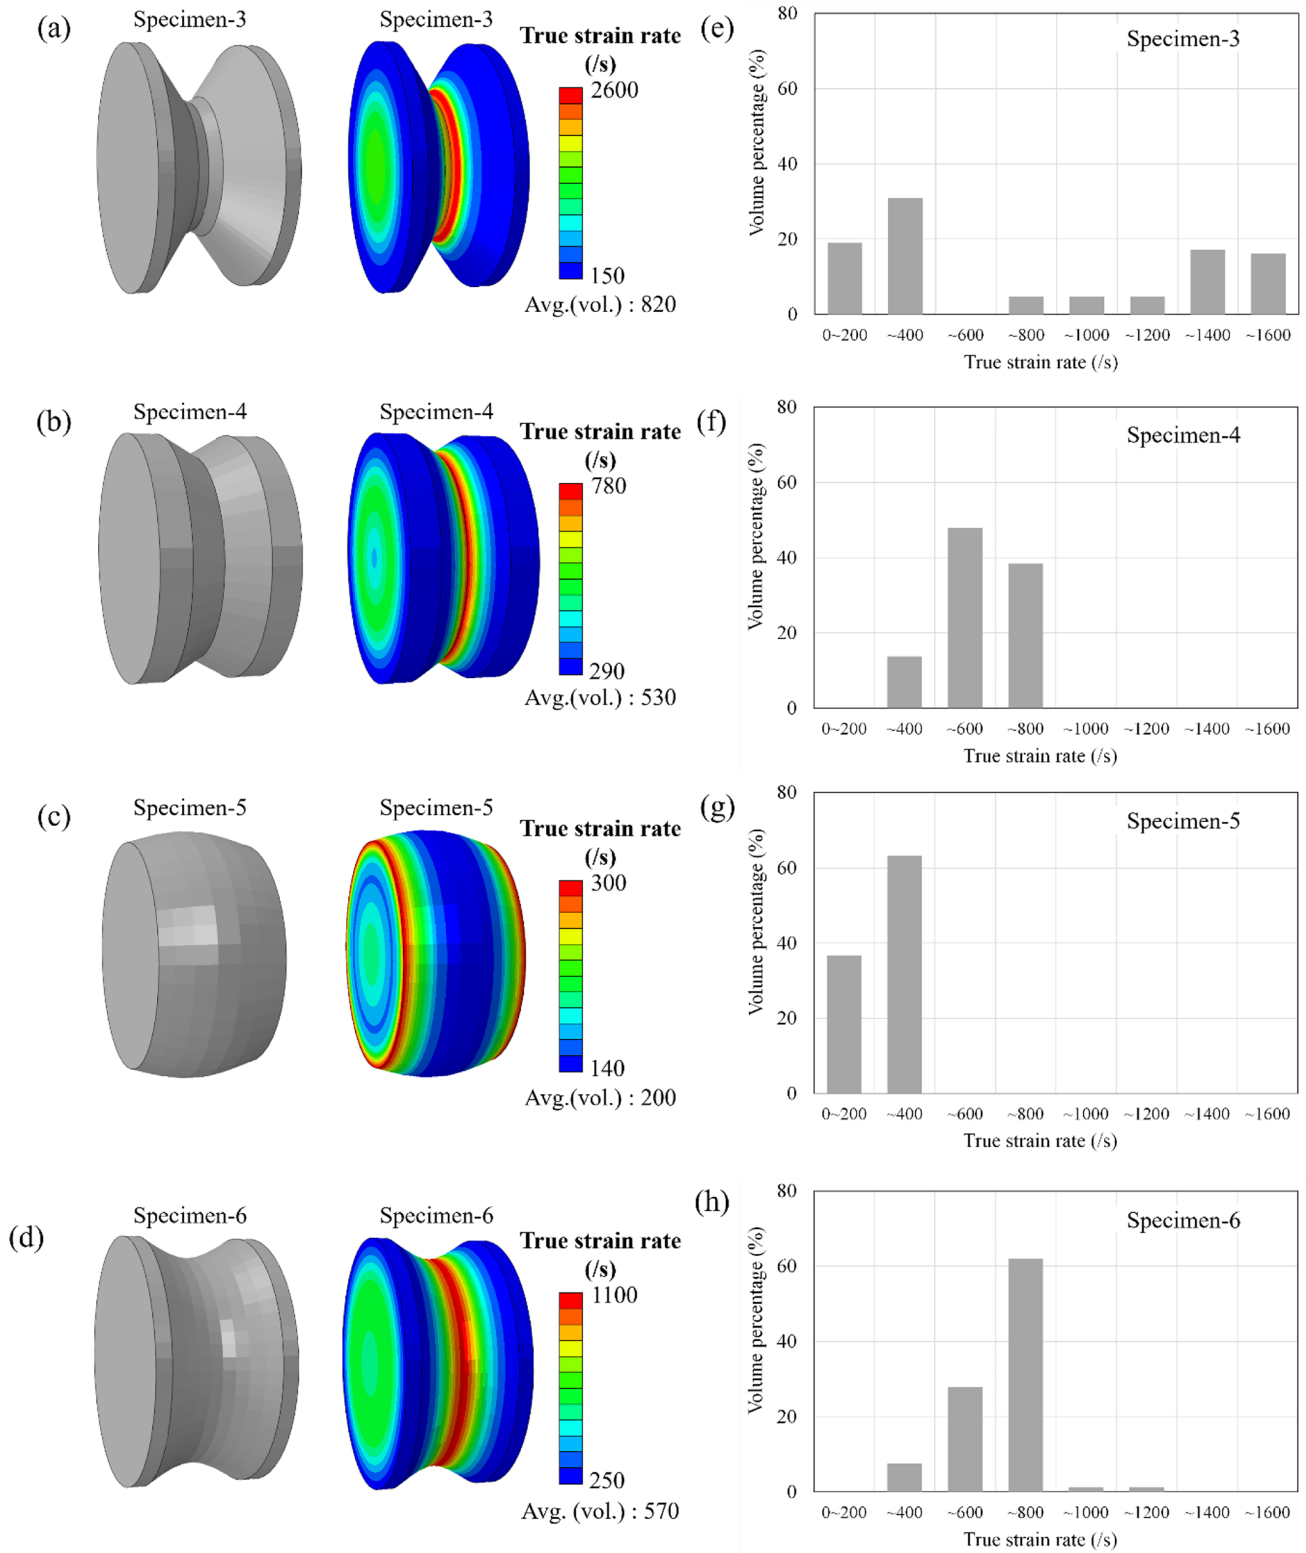 (a)
Specimen-3
Specimen-3
True strain rate
(/s)
2600
150
Avg.(vol.) : 820
(e)
Specimen-3
Volume percentage (%)
80
60
40
20
0
0~200 ~400 ~600 ~800 ~1000 ~1200 ~1400 ~1600
True strain rate (/s)
(b)
Specimen-4
Specimen-4
True strain rate
(/s)
780
290
Avg.(vol.) : 530
(f)
Specimen-4
Volume percentage (%)
80
60
40
20
0
0~200 ~400 ~600 ~800 ~1000 ~1200 ~1400 ~1600
True strain rate (/s)
(c)
Specimen-5
Specimen-5
True strain rate
(/s)
300
140
Avg.(vol.) : 200
(g)
Specimen-5
Volume percentage (%)
80
60
40
20
0
0~200 ~400 ~600 ~800 ~1000 ~1200 ~1400 ~1600
True strain rate (/s)
(d)
Specimen-6
Specimen-6
True strain rate
(/s)
1100
250
Avg. (vol.) : 570
(h)
Specimen-6
Volume percentage (%)
80
60
40
20
0
0~200 ~400 ~600 ~800 ~1000 ~1200 ~1400 ~1600
True strain rate (/s)